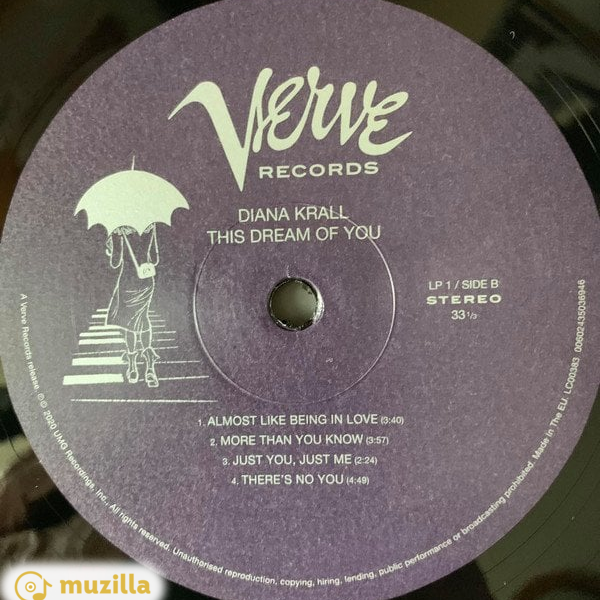 Verve
RECORDS
DIANA KRALL
THIS DREAM OF YOU
LP 1 / SIDE B
STEREO
33 1/3
1. ALMOST LIKE BEING IN LOVE (3:40)
2. MORE THAN YOU KNOW (3:57)
3. JUST YOU, JUST ME (2:24)
4. THERE'S NO YOU (4:49)
A Verve Records release. ℗ © 2020 UMG Recordings, Inc., All rights reserved. Unauthorised reproduction, copying, hiring, lending, public performance or broadcasting prohibited. Made in The EU. LC00383 00602435036946
muzilla